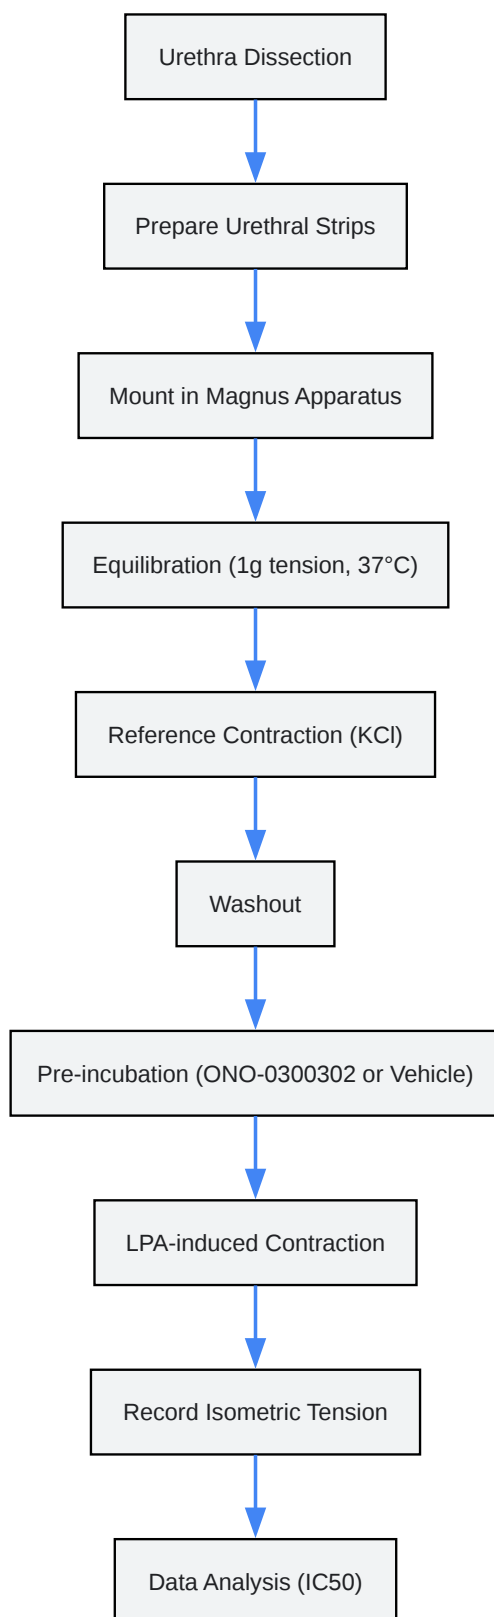 Urethra Dissection
Prepare Urethral Strips
Mount in Magnus Apparatus
Equilibration (1g tension, 37°C)
Reference Contraction (KCl)
Washout
Pre-incubation (ONO-0300302 or Vehicle)
LPA-induced Contraction
Record Isometric Tension
Data Analysis (IC50)